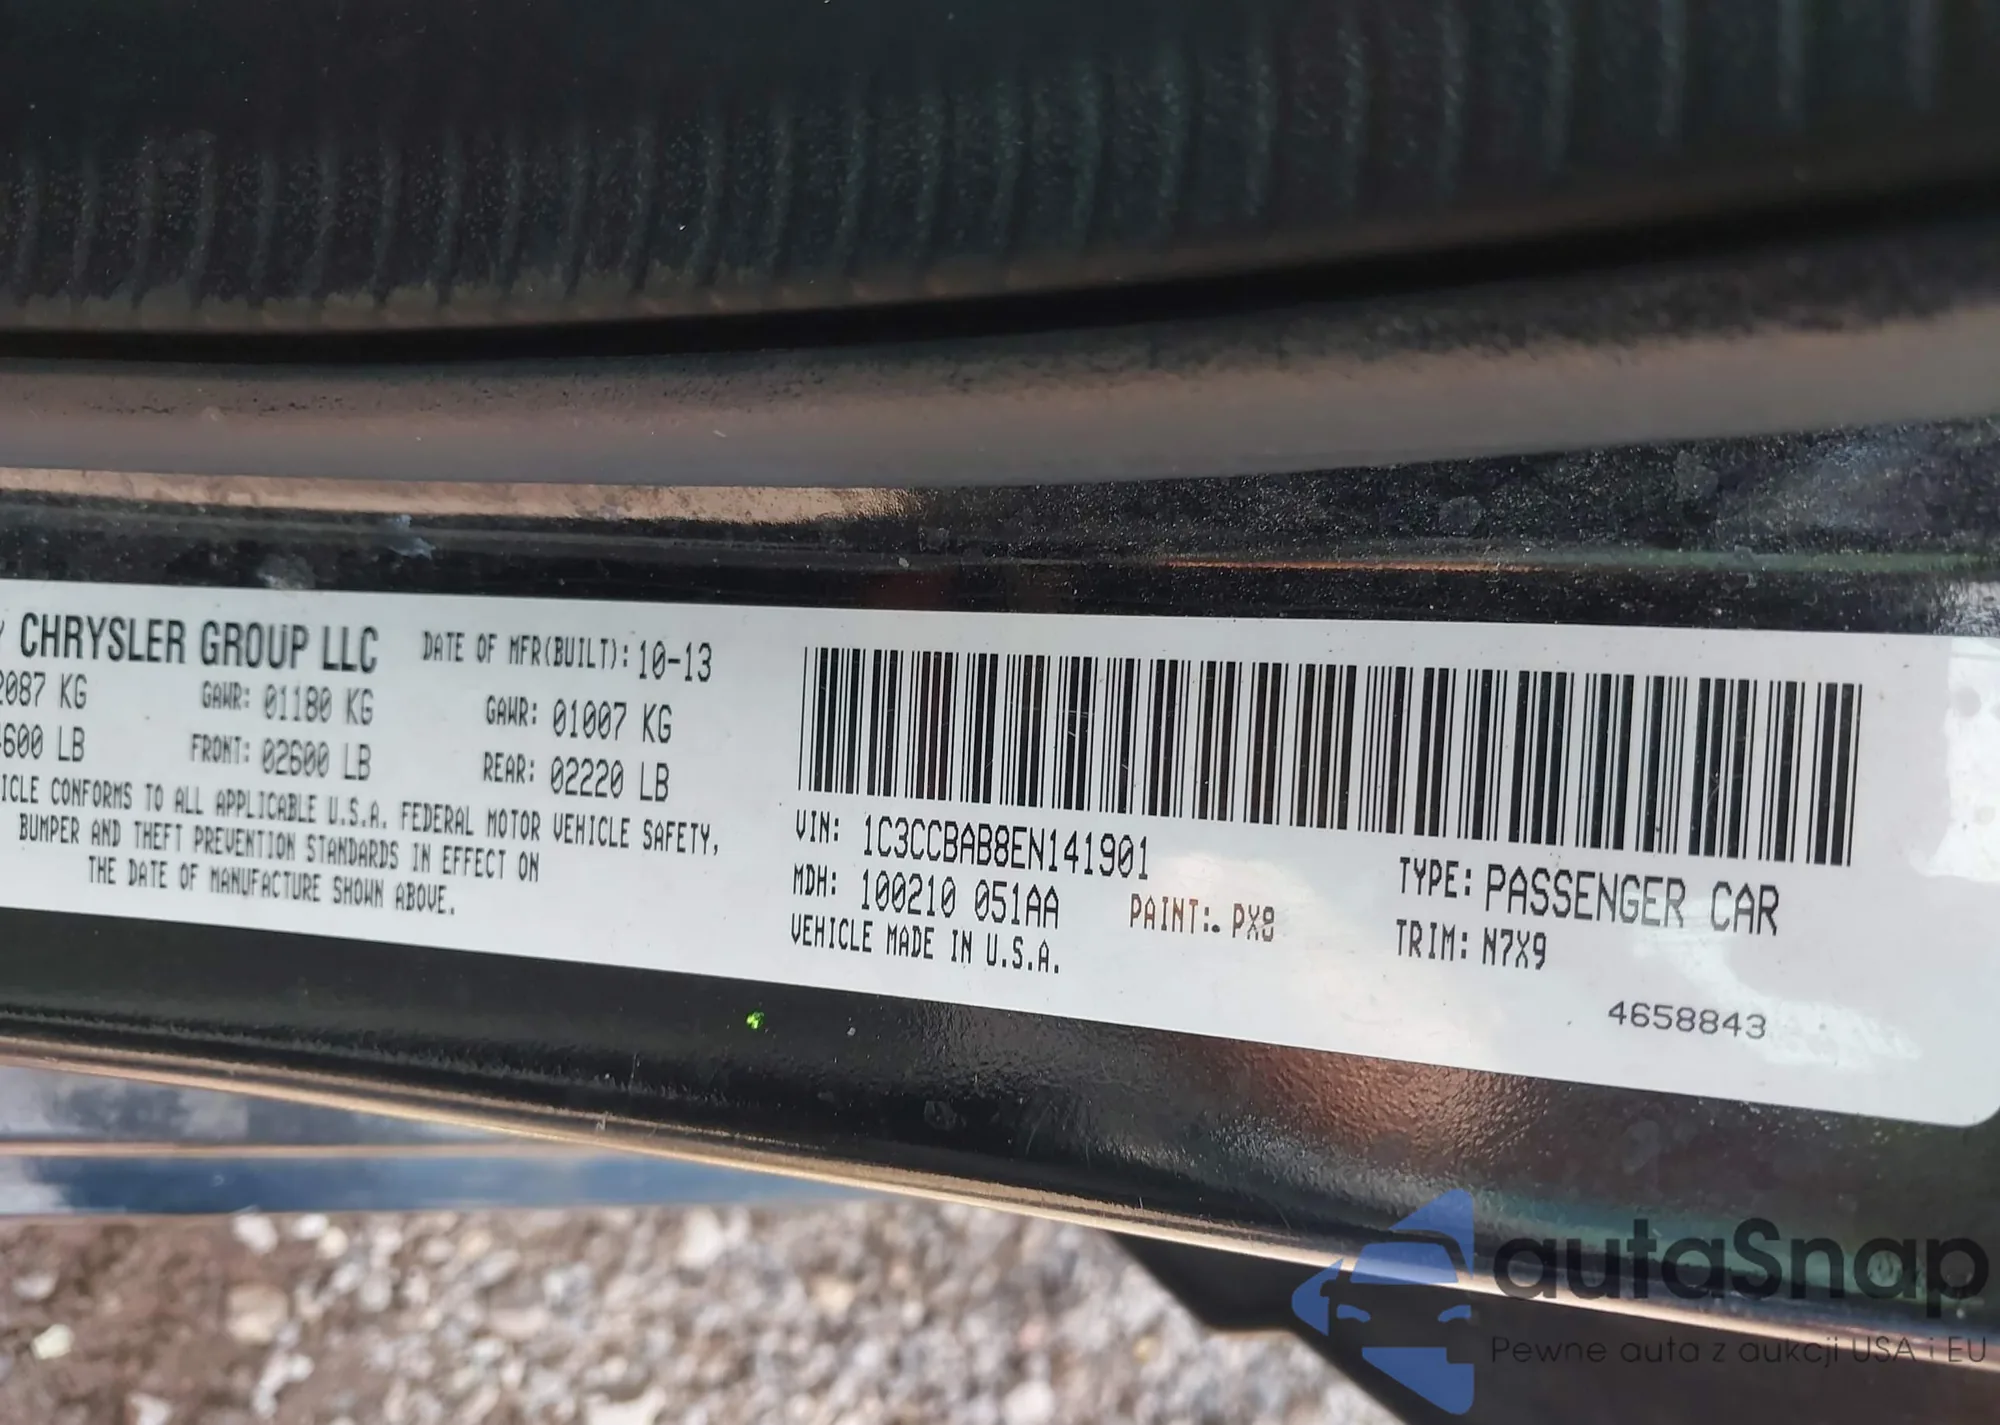 CHRYSLER GROUP LLC
DATE OF MFR(BUILT): 10-13
2087 KG GAWR: 01180 KG GAWR: 01007 KG
4600 LB FRONT: 02600 LB REAR: 02220 LB
CONFORMS TO ALL APPLICABLE U.S.A. FEDERAL MOTOR VEHICLE SAFETY,
BUMPER AND THEFT PREVENTION STANDARDS IN EFFECT ON
THE DATE OF MANUFACTURE SHOWN ABOVE.
VIN: 1C3CCBAB8EN141901
TYPE: PASSENGER CAR
MDH: 100210 051AA PAINT: PX8 TRIM: N7X9
VEHICLE MADE IN U.S.A.
4658843
autaSnap
Pewne auta z aukcji USA i EU